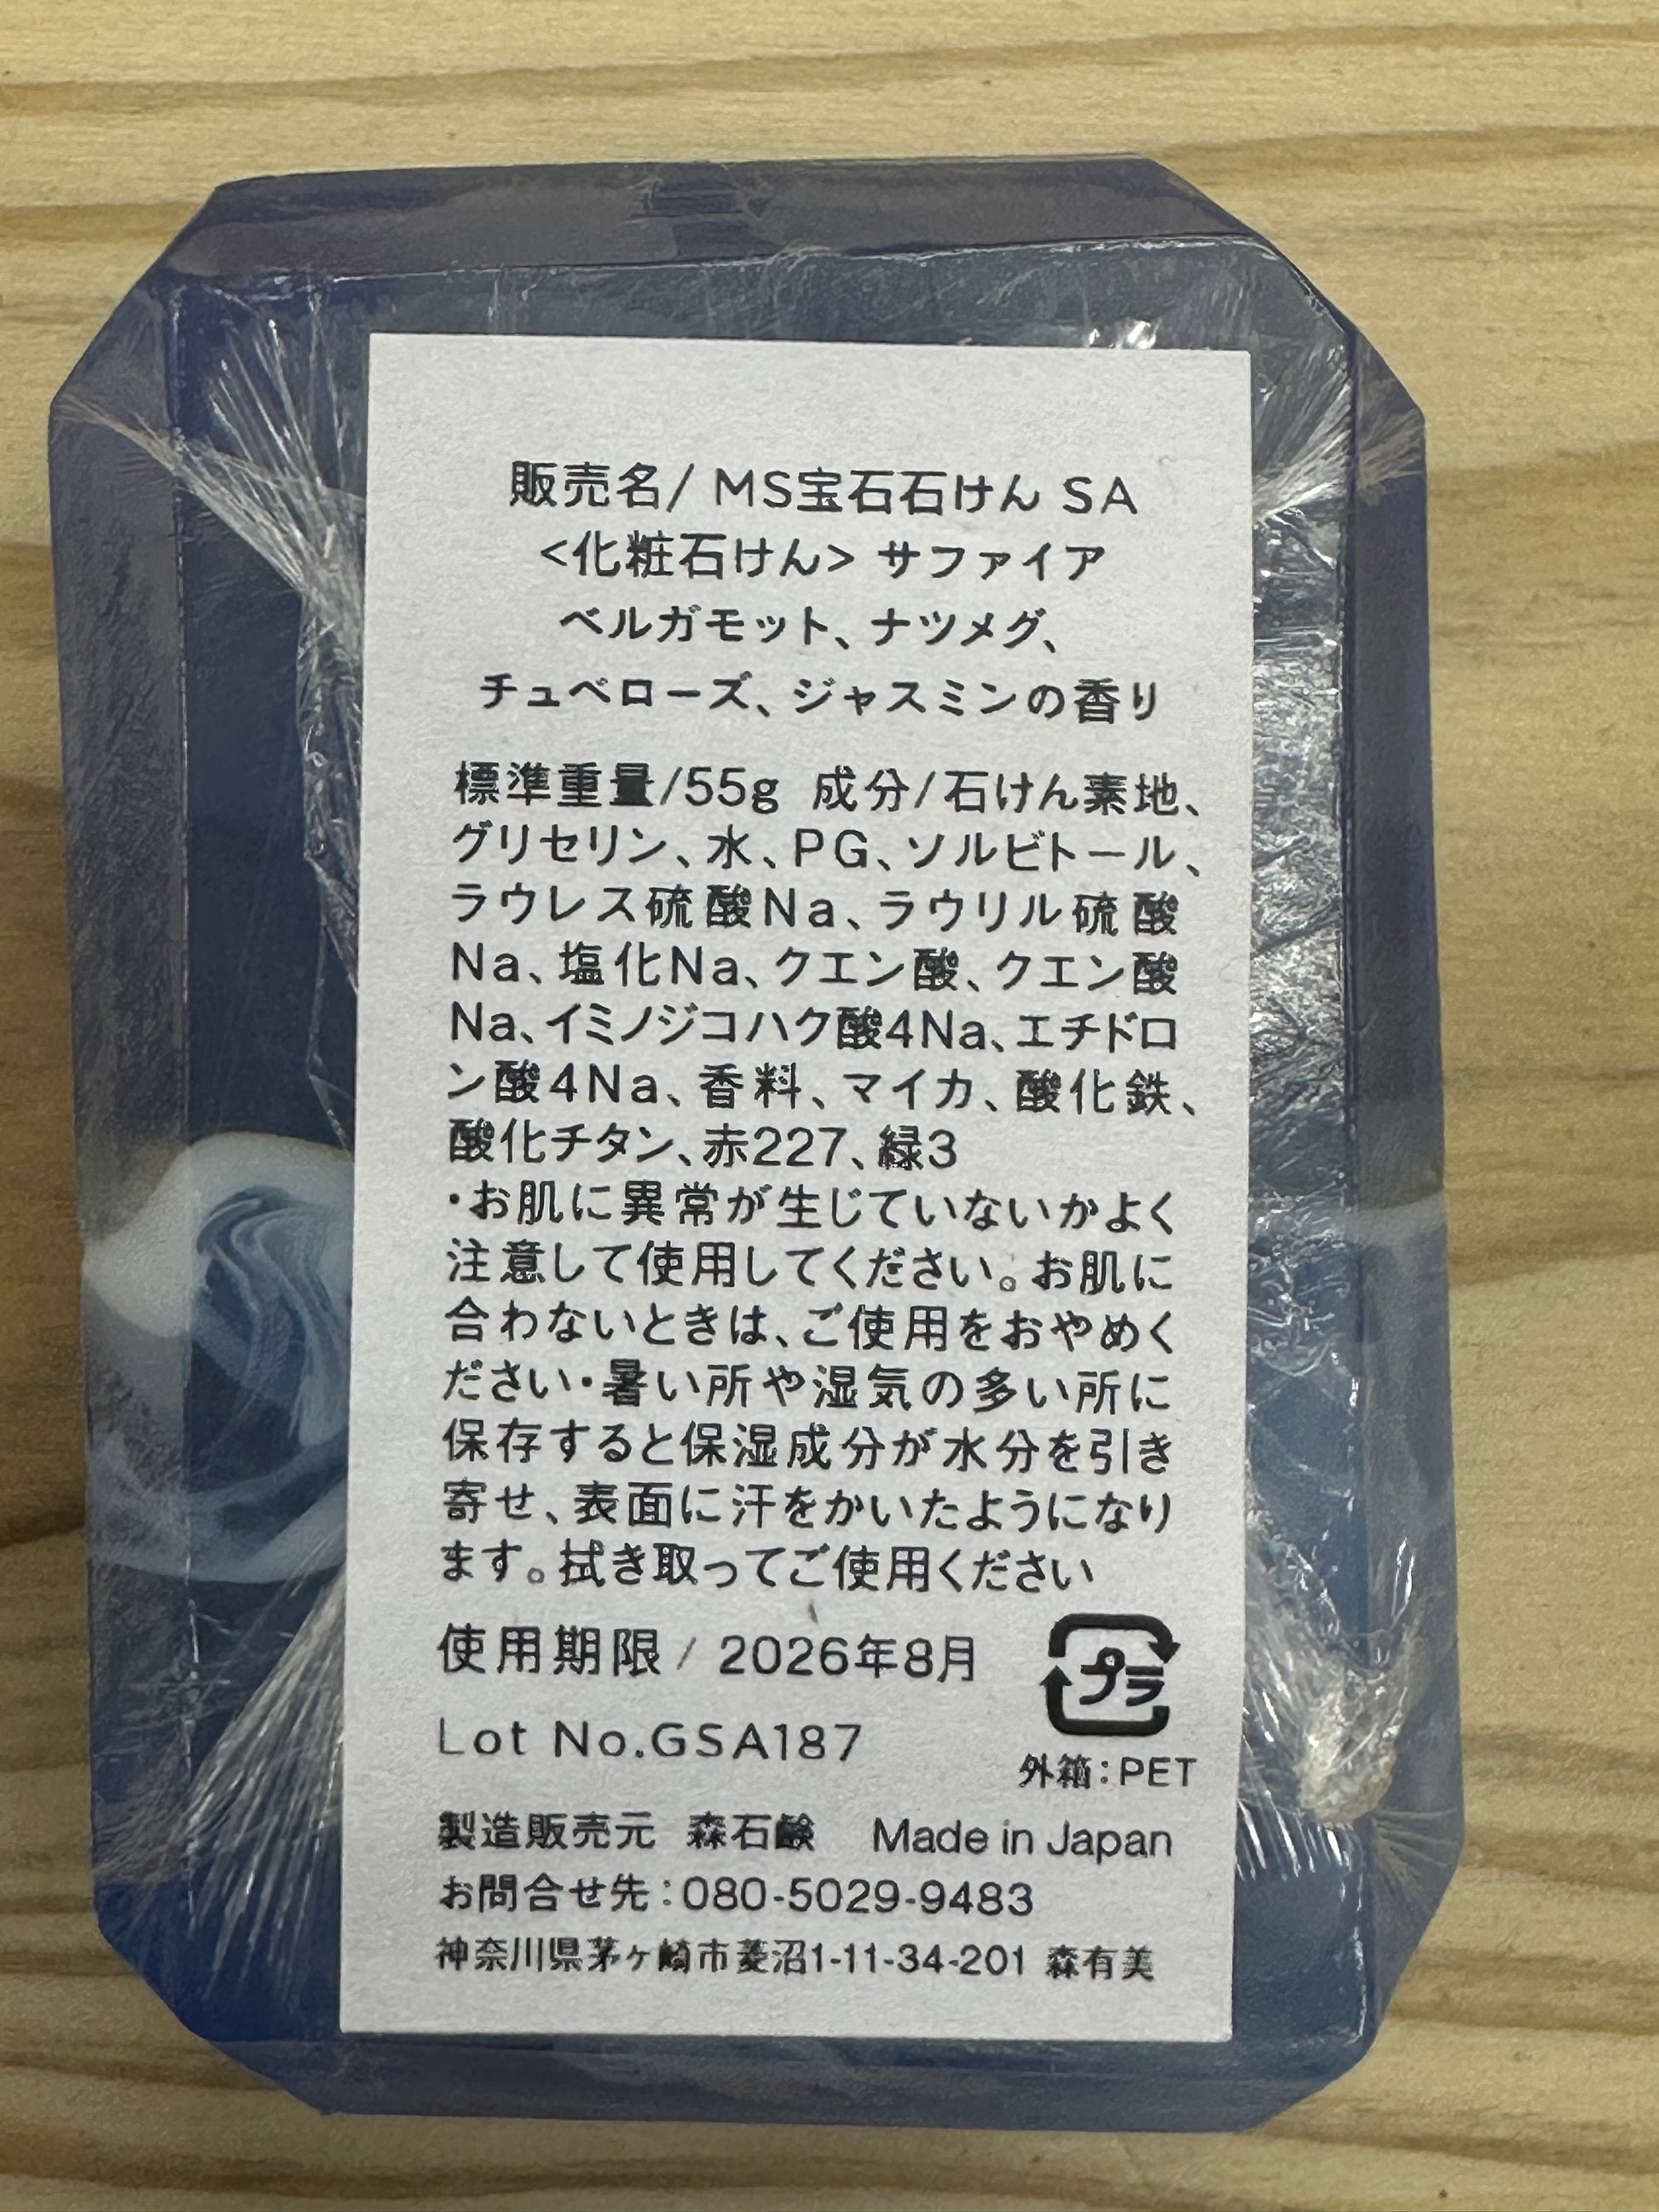 販売名/ MS宝石石けん SA
<化粧石けん> サファイア
ベルガモット、ナツメグ、
チュベローズ、ジャスミンの香り
標準重量/55g 成分/石けん素地、
グリセリン、水、PG、ソルビトール、
ラウレス硫酸Na、ラウリル硫酸
Na、塩化Na、クエン酸、クエン酸
Na、イミノジコハク酸4Na、エチドロ
ン酸4Na、香料、マイカ、酸化鉄、
酸化チタン、赤227、緑3
・お肌に異常が生じていないかよく
注意して使用してください。お肌に
合わないときは、ご使用をおやめく
ださい・暑い所や湿気の多い所に
保存すると保湿成分が水分を引き
寄せ、表面に汗をかいたようになり
ます。拭き取ってご使用ください
使用期限/ 2026年8月
プラ
Lot No.GSA187
外箱:PET
製造販売元 森石鹸 Made in Japan
お問合せ先:080-5029-9483
神奈川県茅ヶ崎市菱沼1-11-34-201 森有美